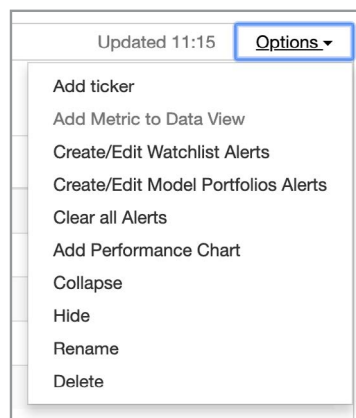 Updated 11:15 Options
Add ticker
Add Metric to Data View
Create/Edit Watchlist Alerts
Create/Edit Model Portfolios Alerts
Clear all Alerts
Add Performance Chart
Collapse
Hide
Rename
Delete